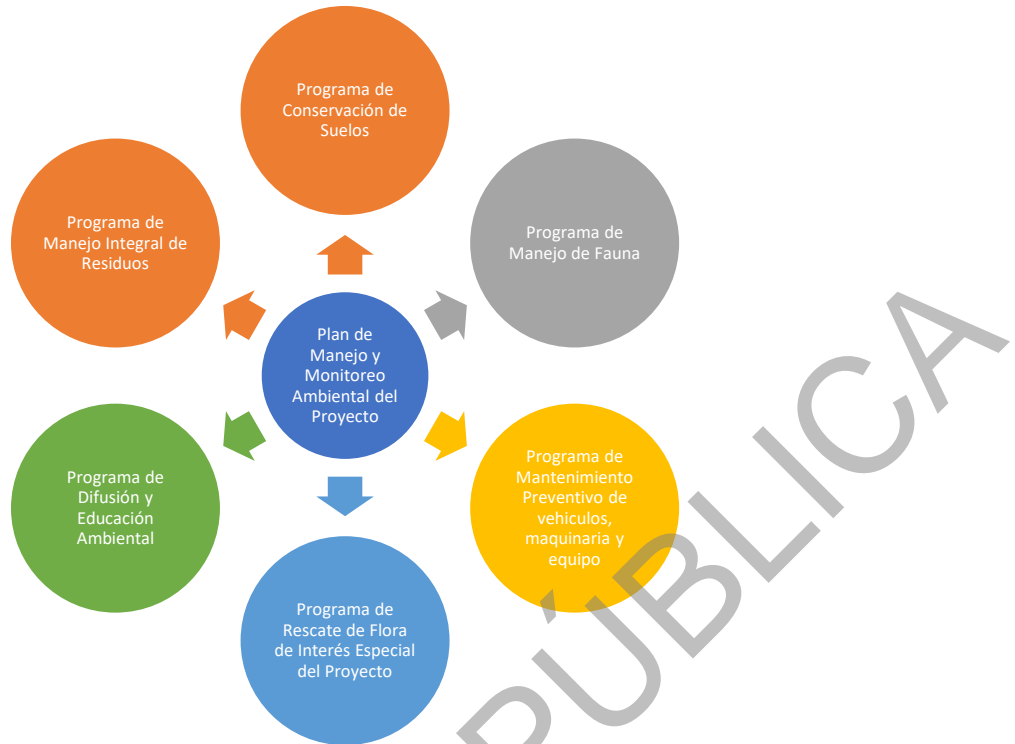 Programa de
Conservación de
Suelos
Programa de
Manejo Integral de
Residuos
Programa de
Manejo de Fauna
Plan de
Manejo y
Monitoreo
Ambiental del
Proyecto
Programa de
Difusión y
Educación
Ambiental
Programa de
Mantenimiento
Preventivo de
vehiculos,
maquinaria y
equipo
Programa de
Rescate de Flora
de Interés Especial
del Proyecto
PÚBLICA